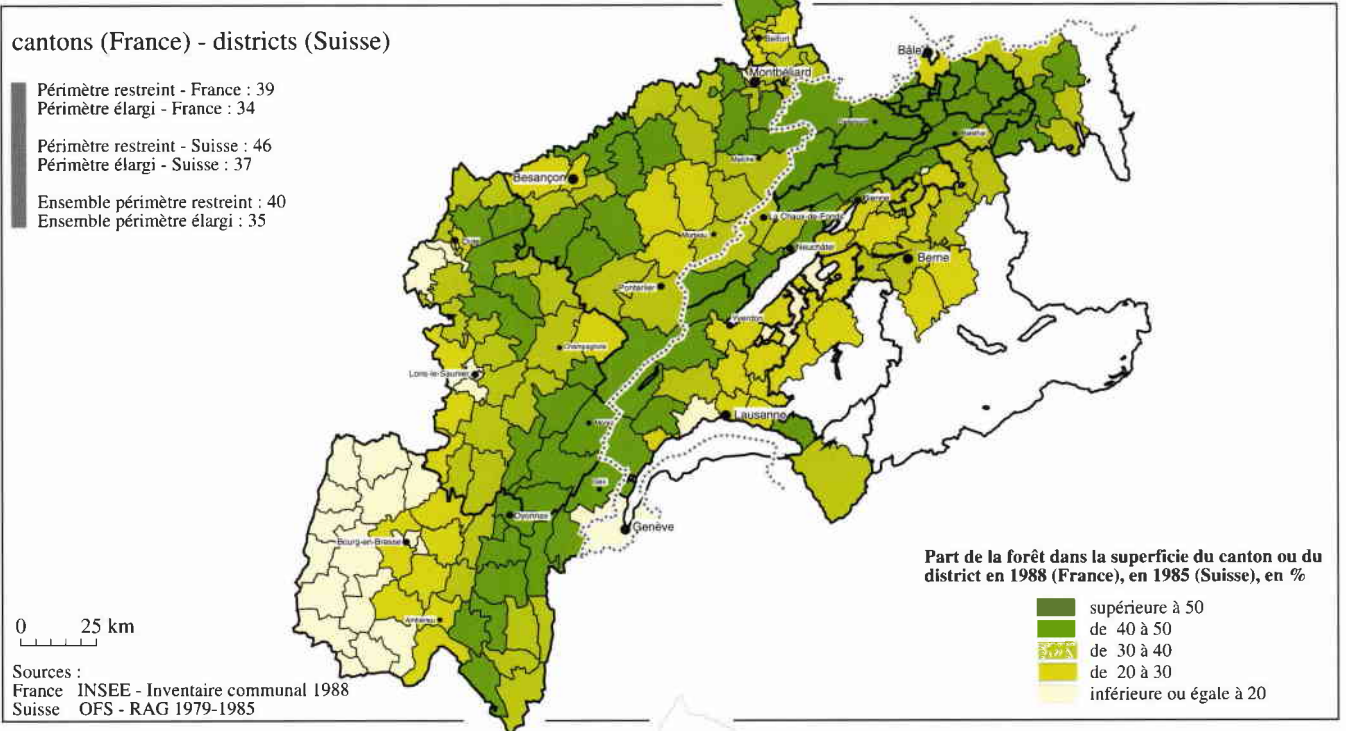 cantons (France) - districts (Suisse)
Périmètre restreint - France : 39
Périmètre élargi - France : 34
Périmètre restreint - Suisse : 46
Périmètre élargi - Suisse : 37
Ensemble périmètre restreint : 40
Ensemble périmètre élargi : 35
Belfort
Bâle
Montbéliard
Maîche
Besançon
La Chaux-de-Fonds
Bienne
Morteau
Neuchâtel
Berne
Pontarlier
Yverdon
Champagnole
Lons-le-Saunier
Lausanne
Morez
Gex
Oyonnax
Genève
Bourg-en-Bresse
Ambérieu
Part de la forêt dans la superficie du canton ou du
district en 1988 (France), en 1985 (Suisse), en %
supérieure à 50
de 40 à 50
de 30 à 40
de 20 à 30
inférieure ou égale à 20
0 25 km
Sources :
France INSEE - Inventaire communal 1988
Suisse OFS - RAG 1979-1985